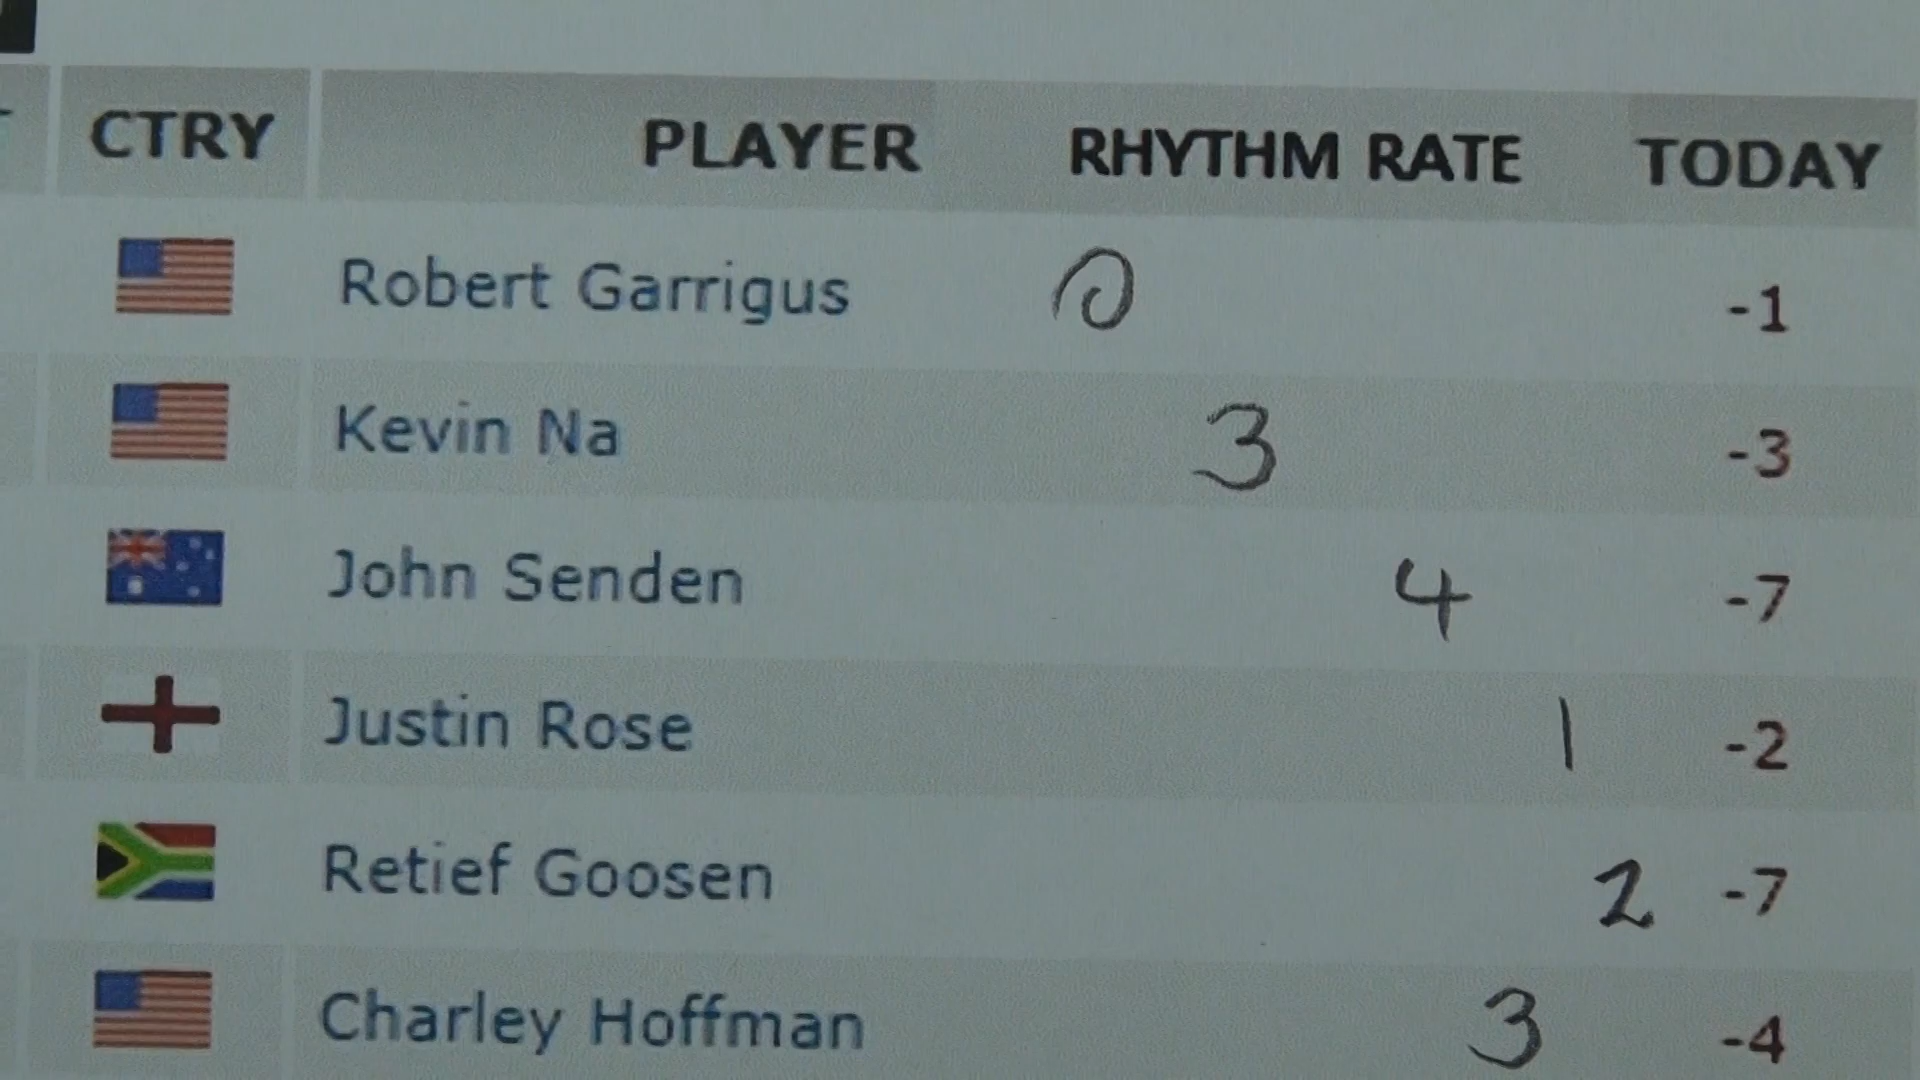 CTRY PLAYER RHYTHM RATE TODAY
Robert Garrigus 0 -1
Kevin Na 3 -3
John Senden 4 -7
Justin Rose 1 -2
Retief Goosen 2 -7
Charley Hoffman 3 -4